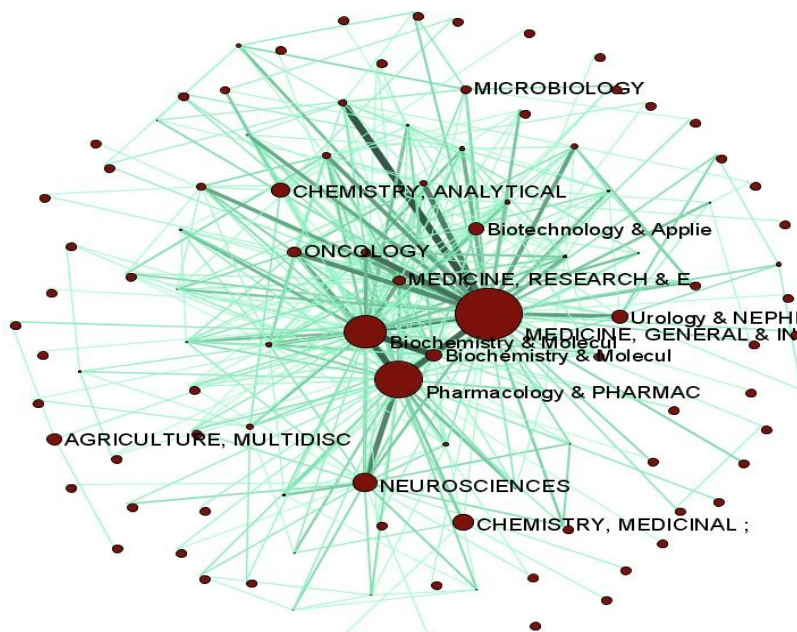 MICROBIOLOGY
CHEMISTRY, ANALYTICAL
Biotechnology & Applie
ONCOLOGY
MEDICINE, RESEARCH & E
Urology & NEPH
MEDICINE, GENERAL & IN
Biochemistry & Molecul
Biochemistry & Molecul
Pharmacology & PHARMAC
AGRICULTURE, MULTIDISC
NEUROSCIENCES
CHEMISTRY, MEDICINAL ;